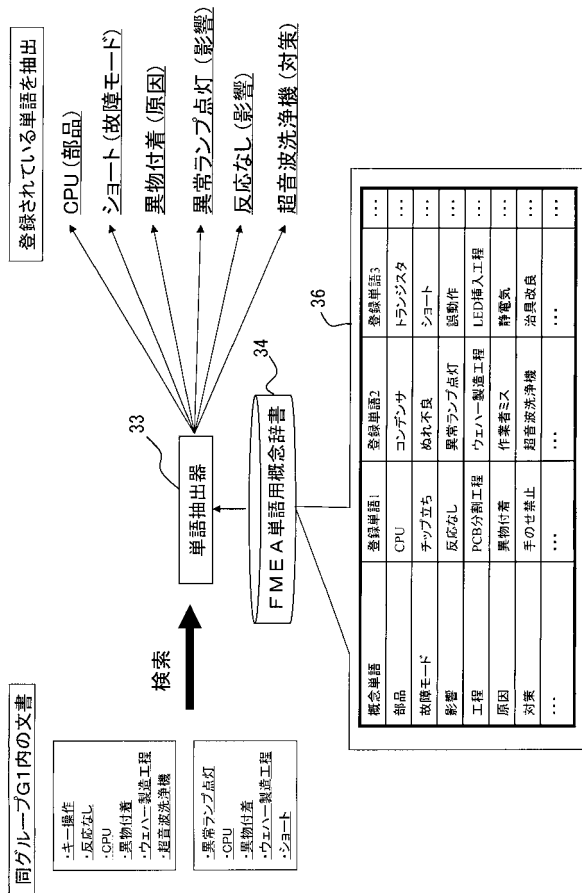 同グループG1内の文書
・キー操作
・反応なし
・CPU
・異物付着
・ウェハー製造工程
・超音波洗浄機
・異常ランプ点灯
・CPU
・異物付着
・ウェハー製造工程
・ショート
検索
33
単語抽出器
34
FMEA単語用概念辞書
登録されている単語を抽出
CPU(部品)
ショート(故障モード)
異物付着(原因)
異常ランプ点灯(影響)
反応なし(影響)
超音波洗浄機(対策)
36
概念単語 登録単語1 登録単語2 登録単語3 …
部品 CPU コンデンサ トランジスタ …
故障モード チップ立ち ぬれ不良 ショート …
影響 反応なし 異常ランプ点灯 誤動作 …
工程 PCB分割工程 ウェハー製造工程 LED挿入工程 …
原因 異物付着 作業者ミス 静電気 …
対策 手のせ禁止 超音波洗浄機 治具改良 …
… … … … …